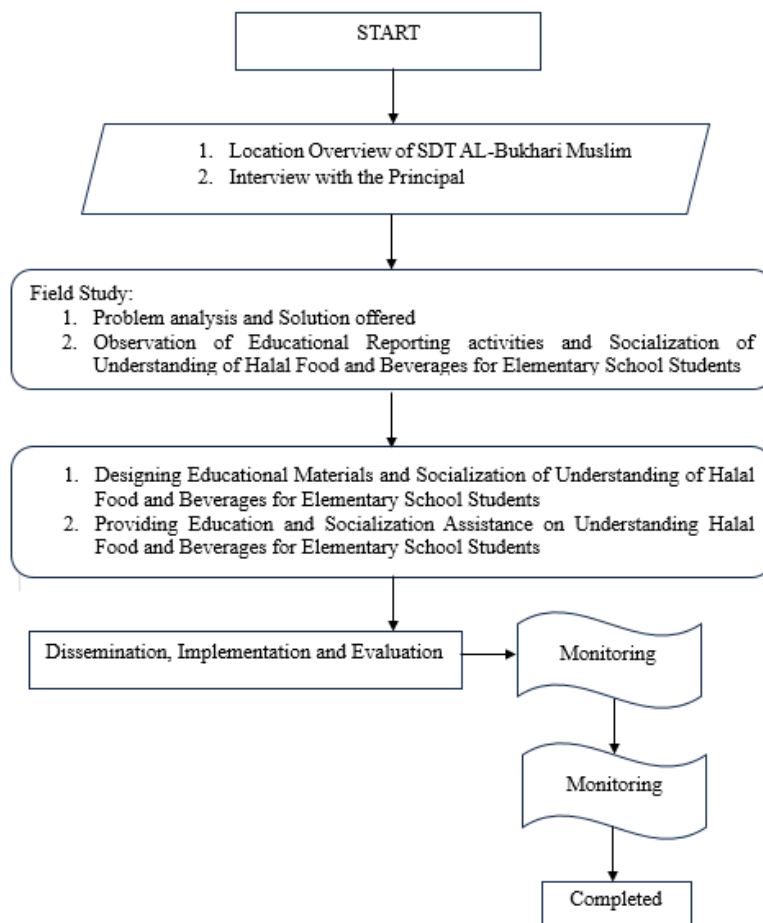 START
1. Location Overview of SDT AL-Bukhari Muslim
2. Interview with the Principal
Field Study:
1. Problem analysis and Solution offered
2. Observation of Educational Reporting activities and Socialization of
Understanding of Halal Food and Beverages for Elementary School Students
1. Designing Educational Materials and Socialization of Understanding of Halal
Food and Beverages for Elementary School Students
2. Providing Education and Socialization Assistance on Understanding Halal
Food and Beverages for Elementary School Students
Dissemination, Implementation and Evaluation
Monitoring
Monitoring
Completed